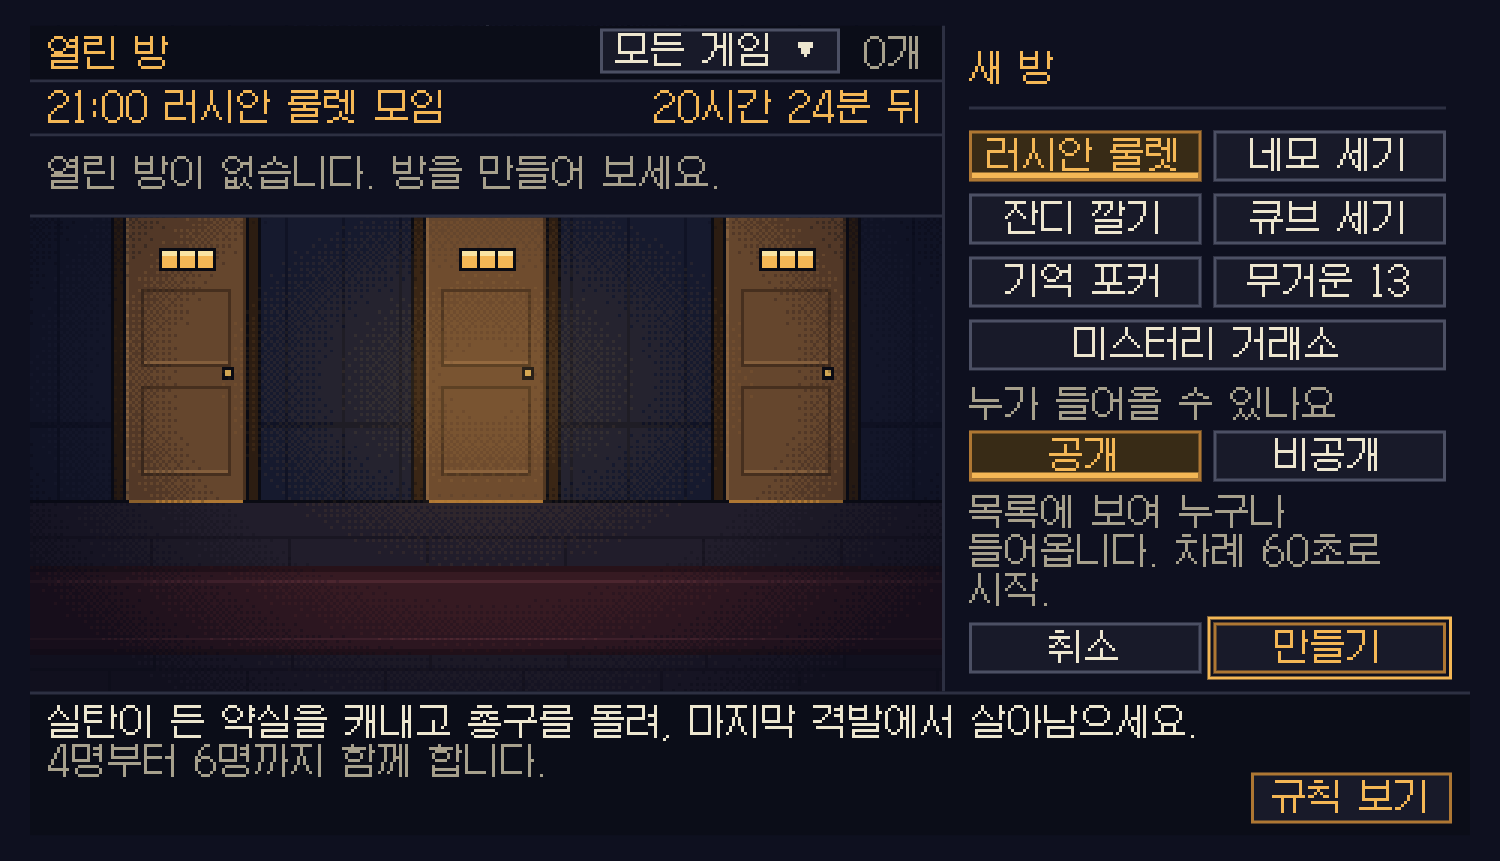 열린 방
모든 게임 ▼ 0개
21:00 러시안 룰렛 모임 20시간 24분 뒤
열린 방이 없습니다. 방을 만들어 보세요.
새 방
러시안 룰렛 네모 세기
잔디 깔기 큐브 세기
기억 포커 무거운 13
미스터리 거래소
누가 들어올 수 있나요
공개 비공개
목록에 보여 누구나
들어옵니다. 차례 60초로
시작.
취소 만들기
실탄이 든 약실을 캐내고 총구를 돌려, 마지막 격발에서 살아남으세요.
4명부터 6명까지 함께 합니다.
규칙 보기